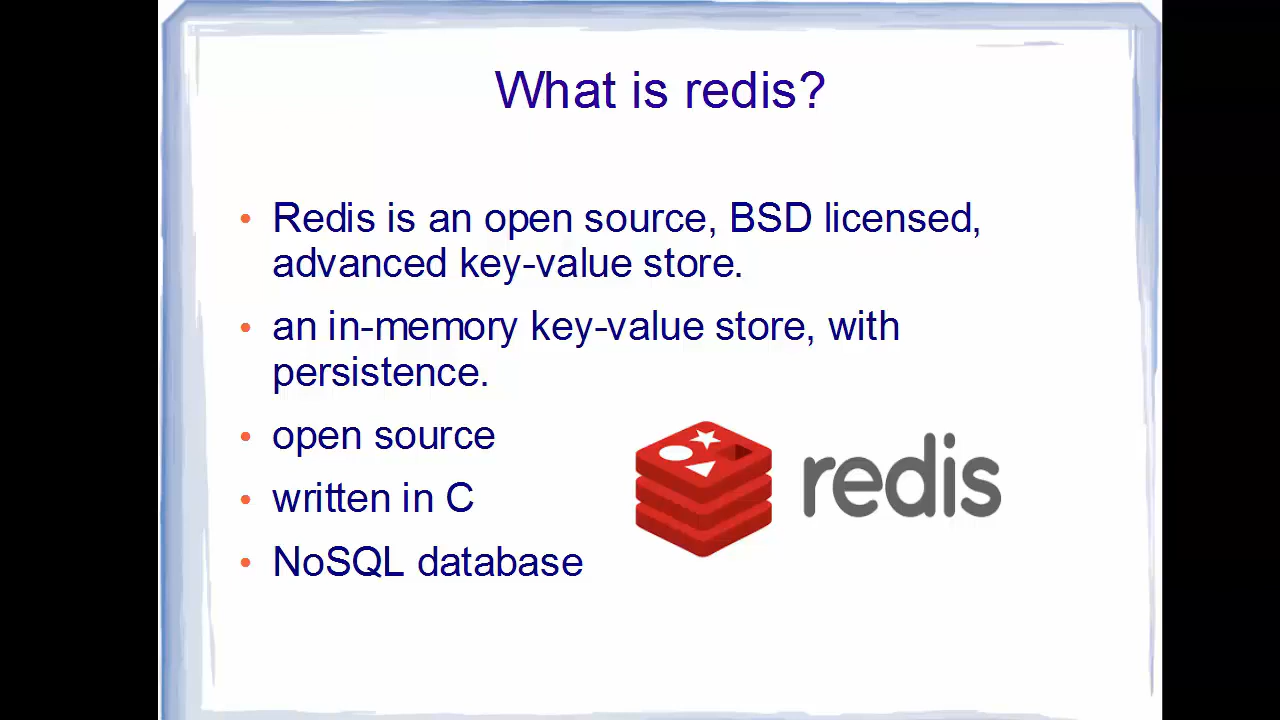 What is redis?
• Redis is an open source, BSD licensed,
advanced key-value store.
• an in-memory key-value store, with
persistence.
• open source
• written in C
• NoSQL database
redis